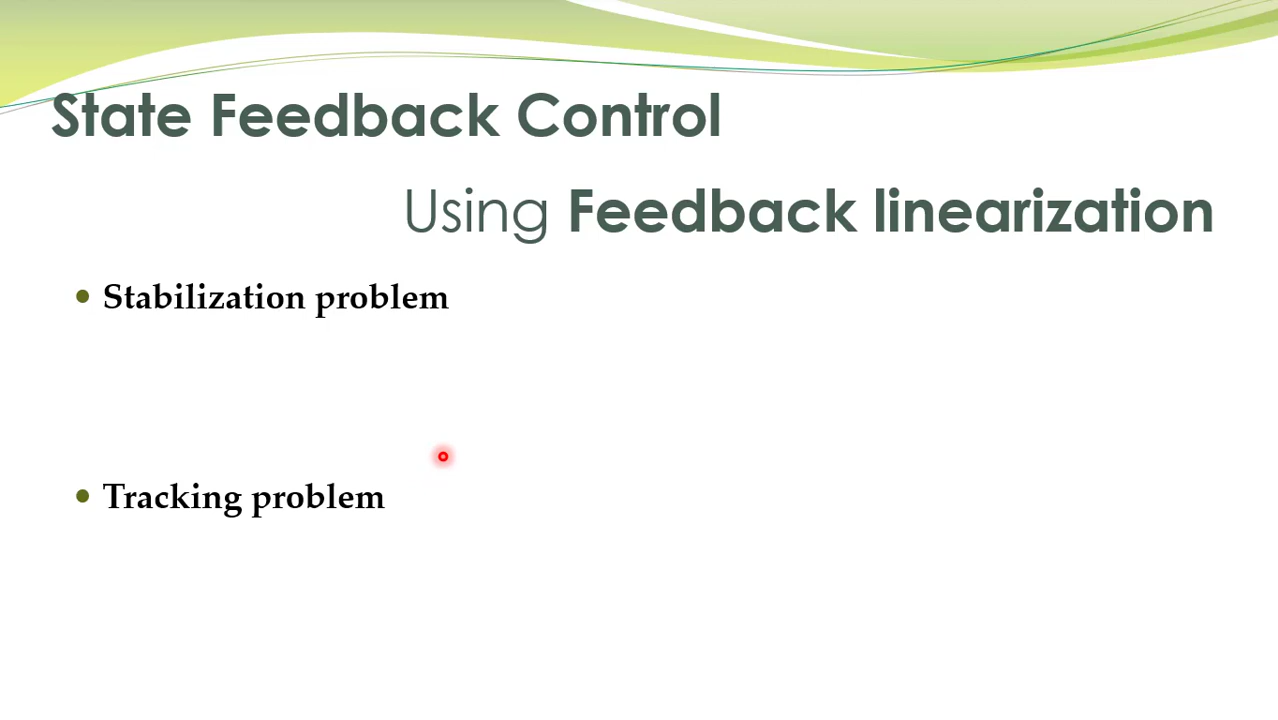 State Feedback Control
Using Feedback linearization
• Stabilization problem
• Tracking problem